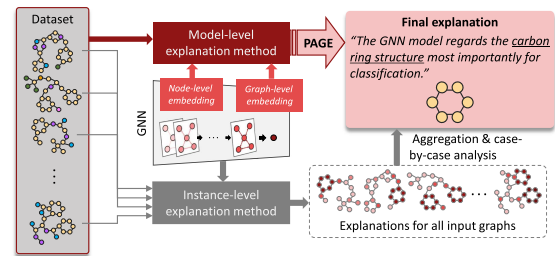 Dataset
Model-level
explanation method
PAGE
Final explanation
“The GNN model regards the carbon
ring structure most importantly for
classification.”
Node-level
embedding
Graph-level
embedding
GNN
Aggregation & case-
by-case analysis
Instance-level
explanation method
Explanations for all input graphs